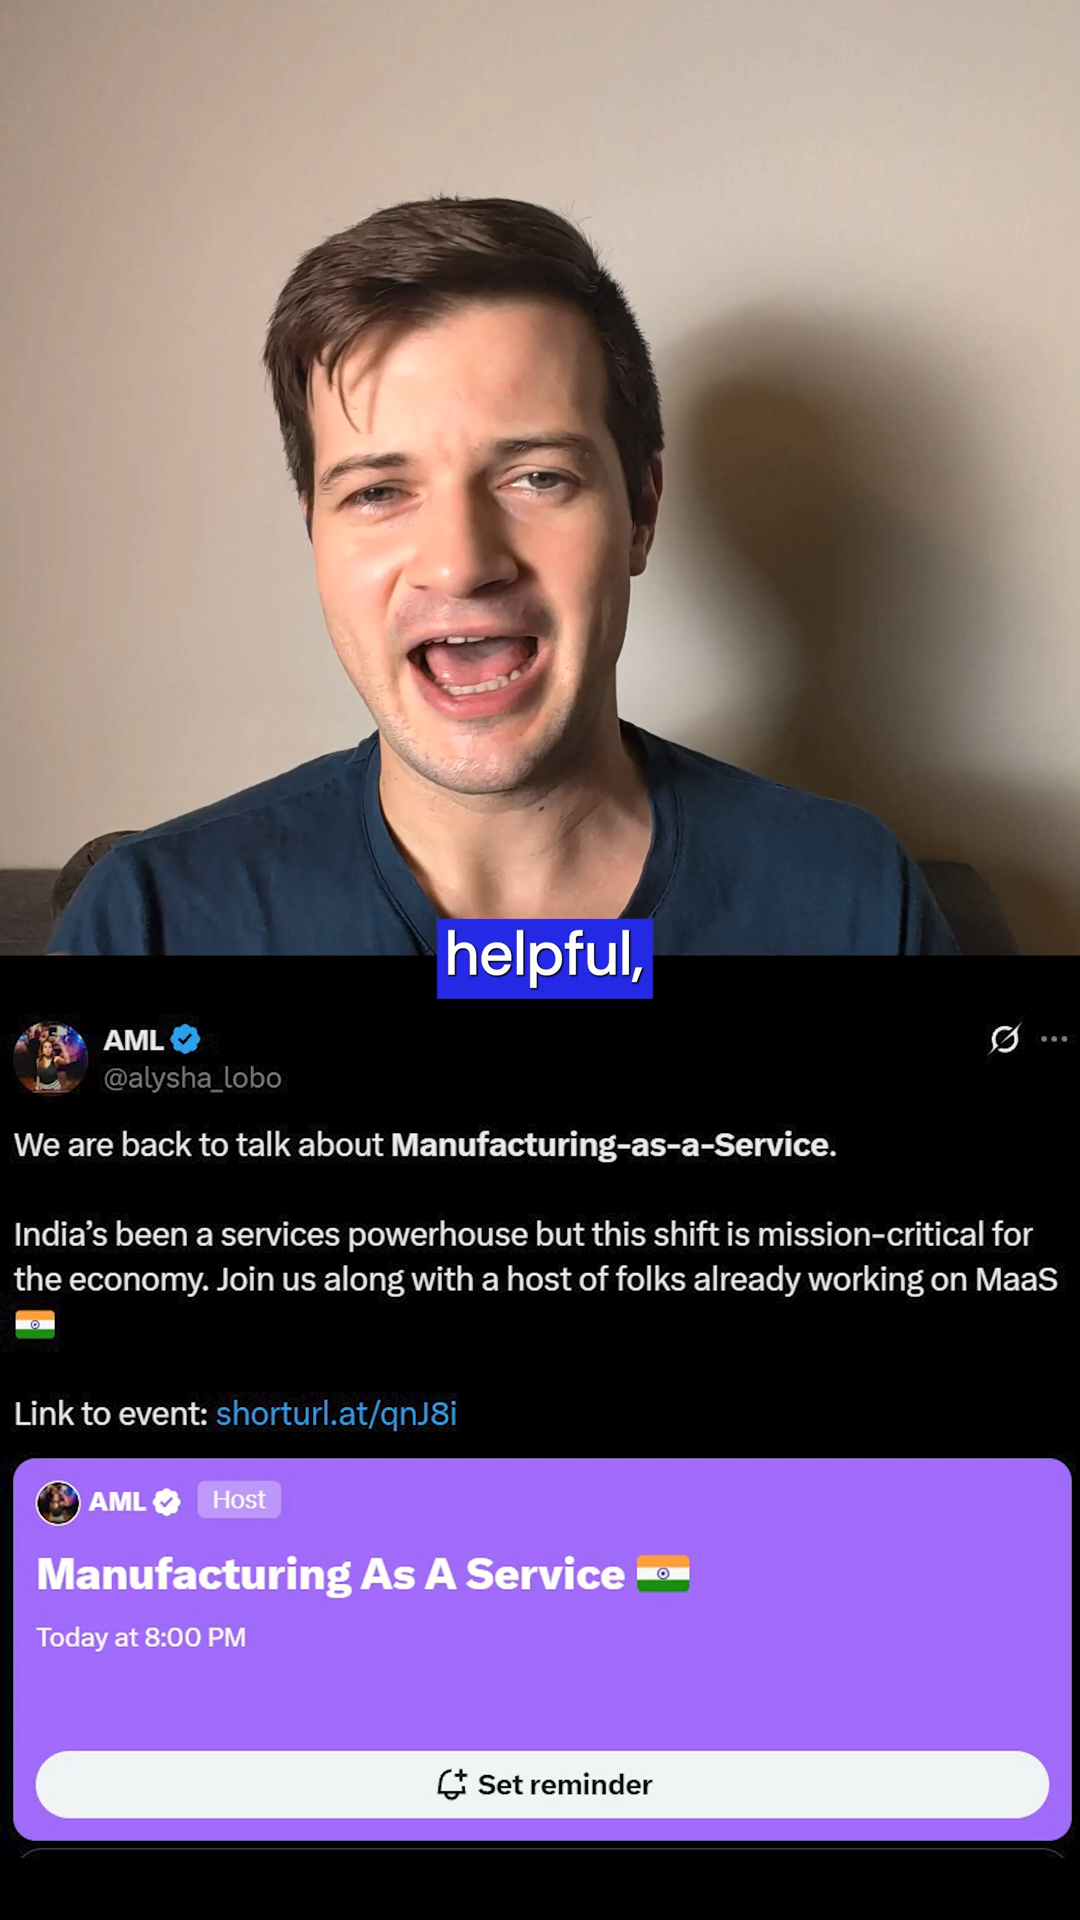 helpful,
AML
@alysha_lobo
We are back to talk about Manufacturing-as-a-Service.
India’s been a services powerhouse but this shift is mission-critical for
the economy. Join us along with a host of folks already working on MaaS
🇮🇳
Link to event: shorturl.at/qnJ8i
AML Host
Manufacturing As A Service 🇮🇳
Today at 8:00 PM
Set reminder